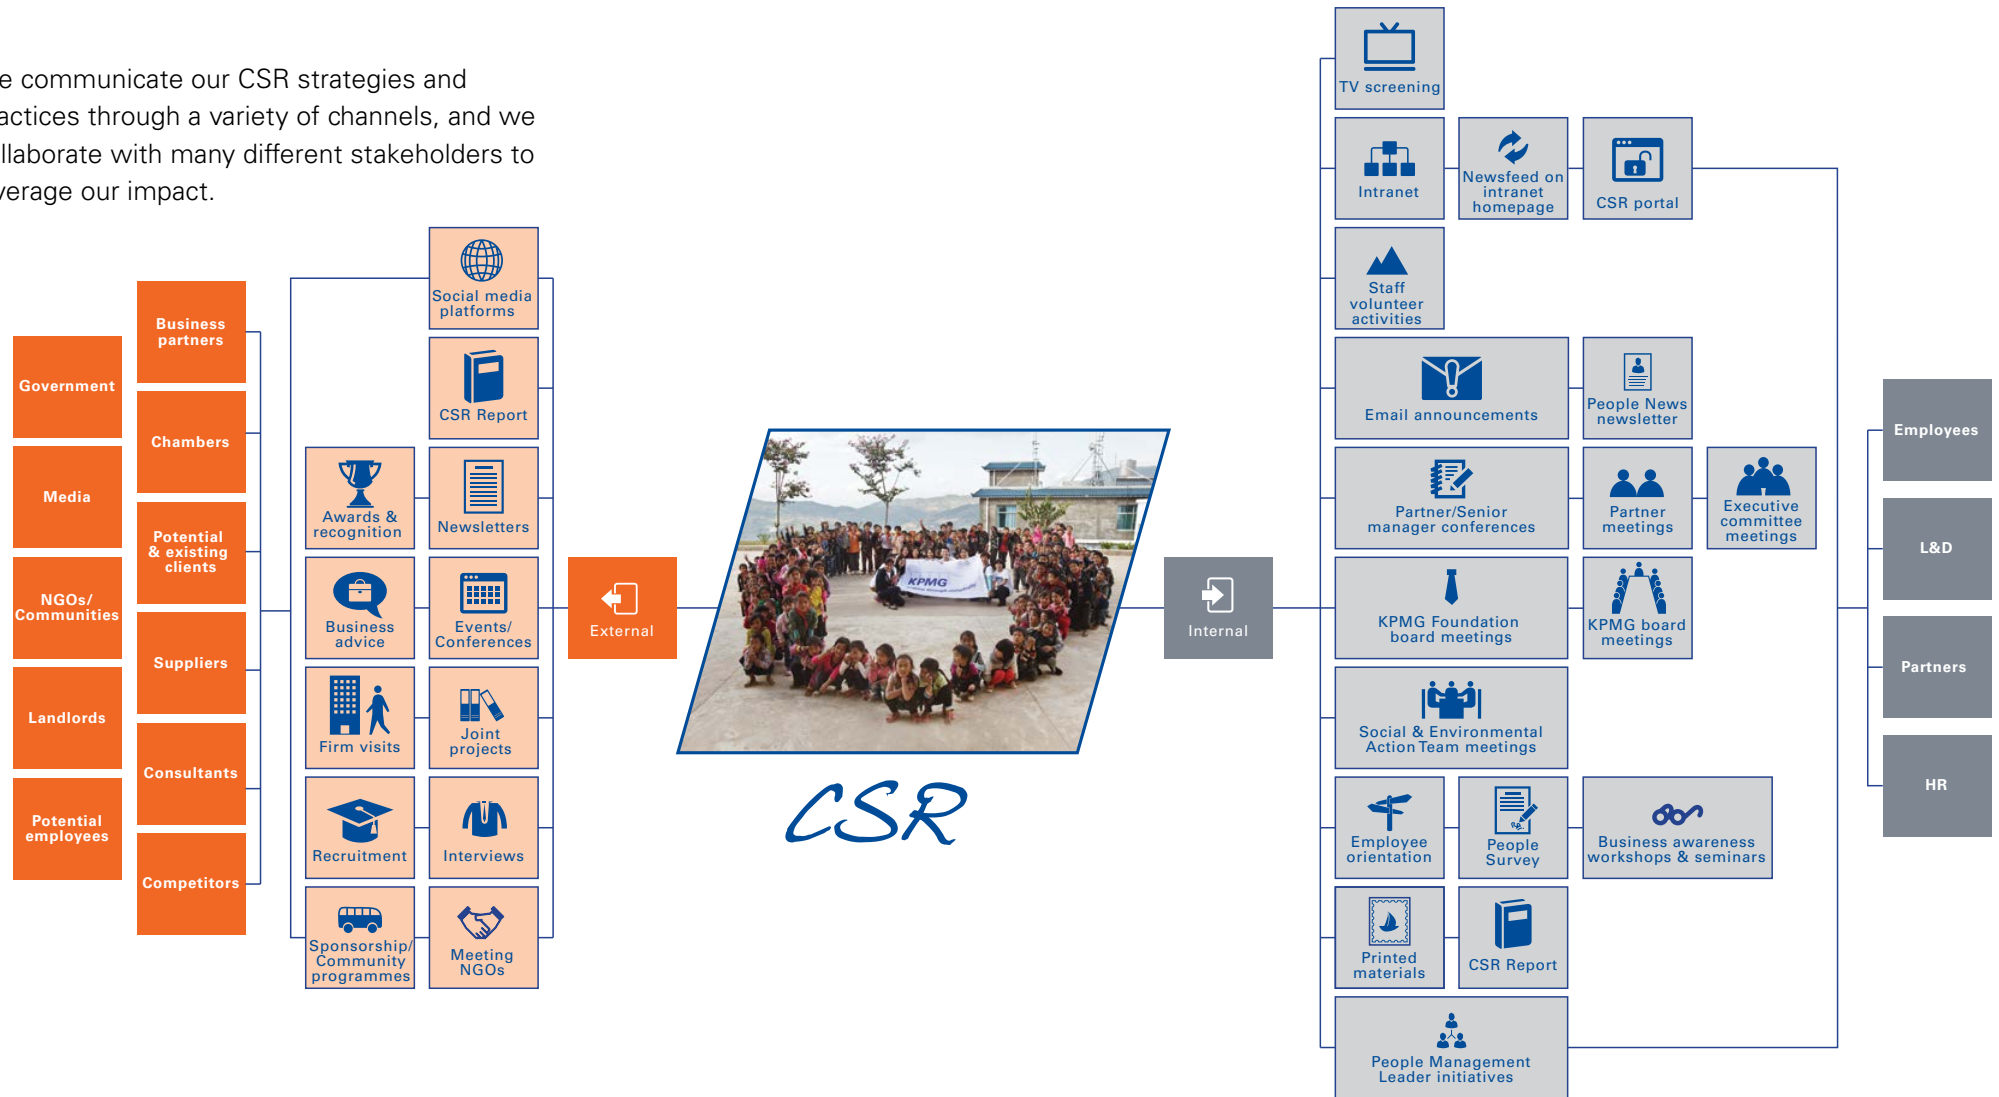 e communicate our CSR strategies and
actices through a variety of channels, and we
llaborate with many different stakeholders to
verage our impact.
Government
Media
NGOs/
Communities
Landlords
Potential
employees
Business
partners
Chambers
Potential
& existing
clients
Suppliers
Consultants
Competitors
Social media
platforms
CSR Report
Awards &
recognition
Newsletters
Business
advice
Events/
Conferences
Firm visits
Joint
projects
Recruitment
Interviews
Sponsorship/
Community
programmes
Meeting
NGOs
External
KPMG
CSR
Internal
TV screening
Intranet
Newsfeed on
intranet
homepage
CSR portal
Staff
volunteer
activities
Email announcements
People News
newsletter
Partner/Senior
manager conferences
Partner
meetings
Executive
committee
meetings
KPMG Foundation
board meetings
KPMG board
meetings
Social & Environmental
Action Team meetings
Employee
orientation
People
Survey
Business awareness
workshops & seminars
Printed
materials
CSR Report
People Management
Leader initiatives
Employees
L&D
Partners
HR